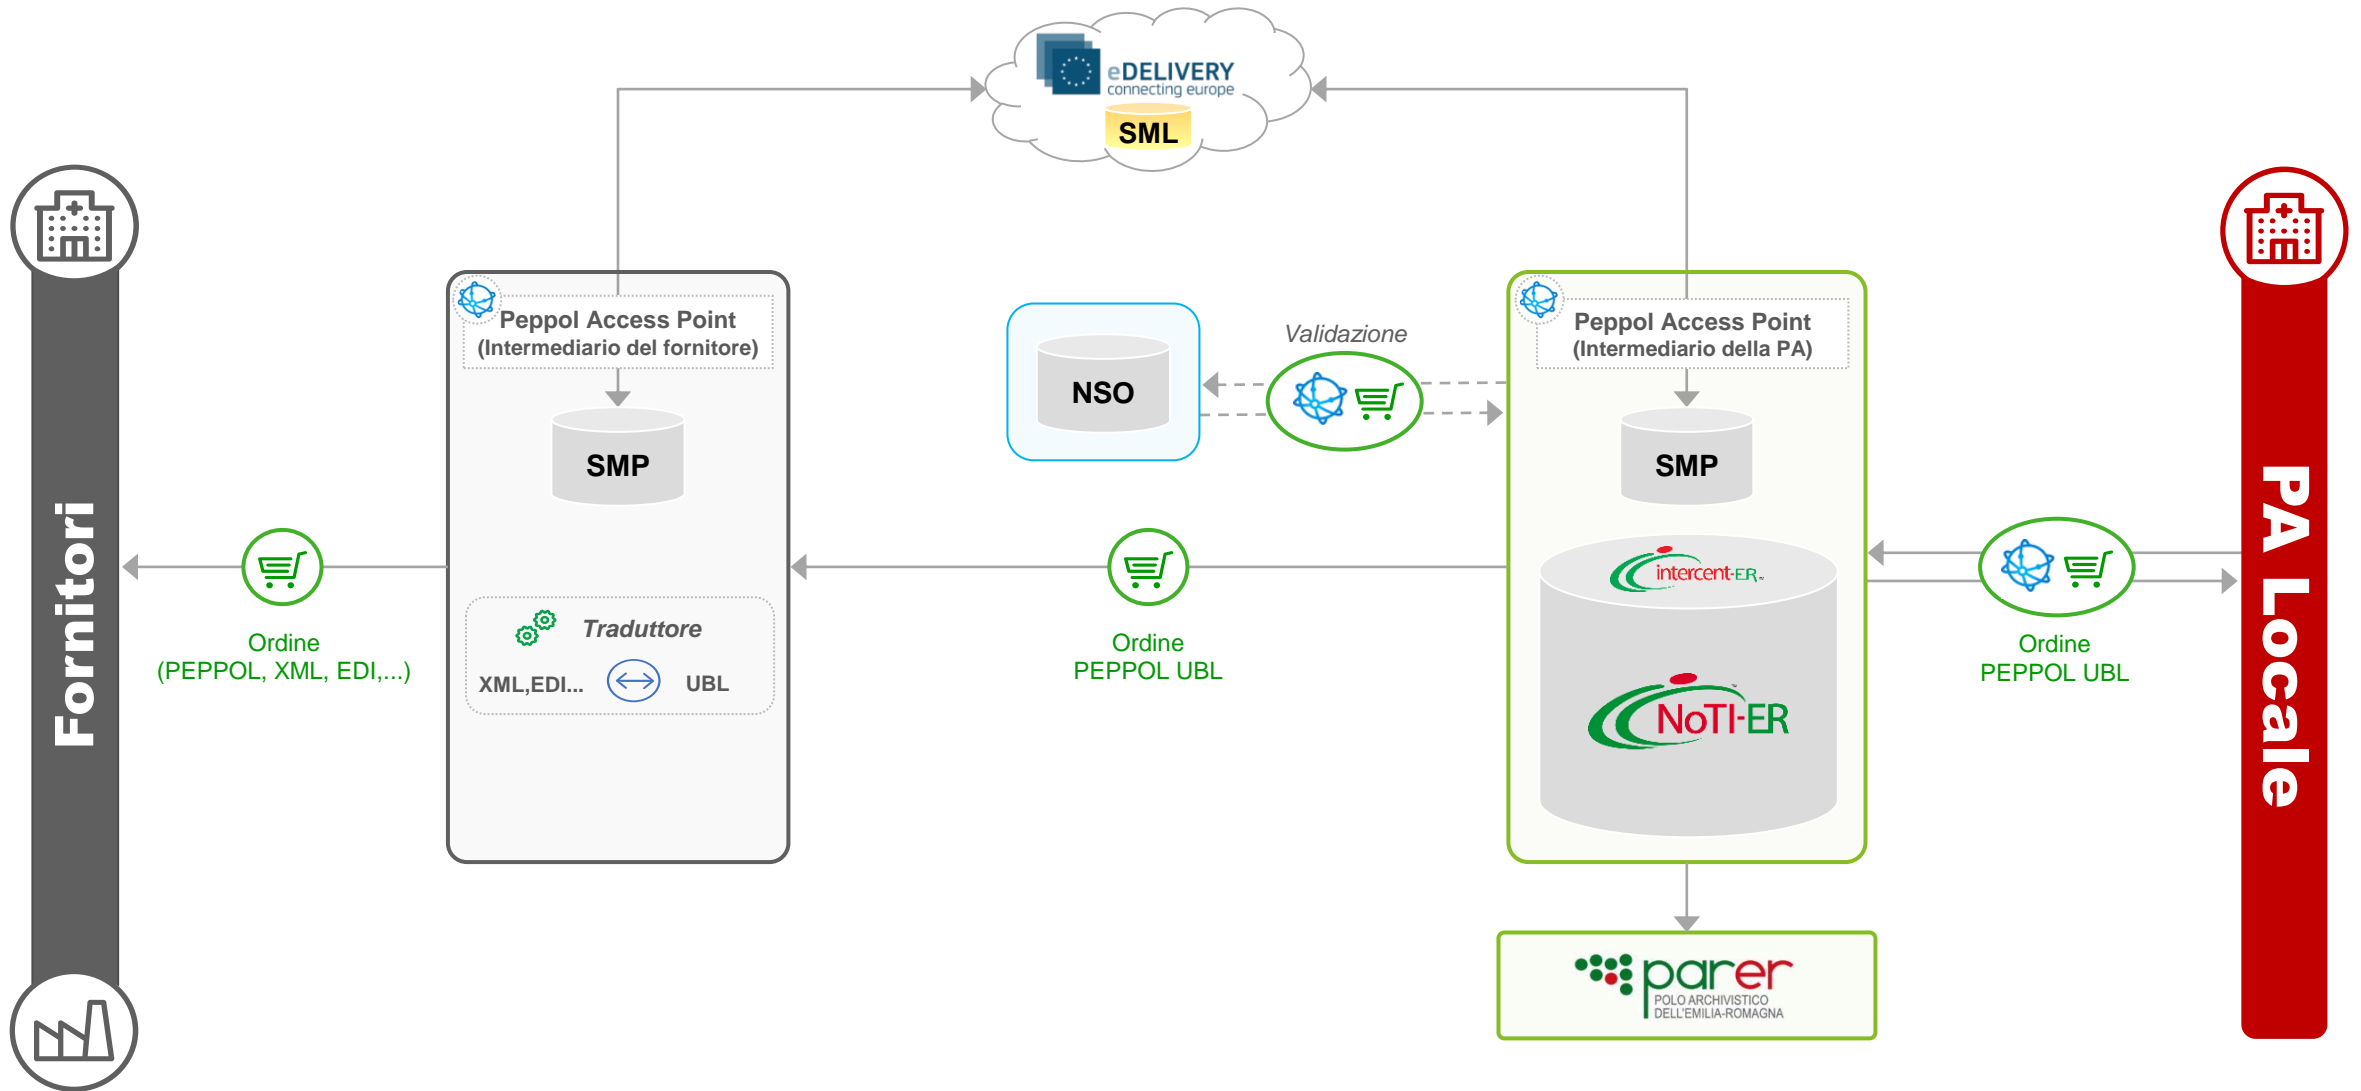 eDELIVERY
connecting europe
SML
Peppol Access Point
(Intermediario del fornitore)
SMP
NSO
Validazione
Peppol Access Point
(Intermediario della PA)
SMP
Fornitori
Ordine
(PEPPOL, XML, EDI,...)
Traduttore
XML,EDI...
UBL
Ordine
PEPPOL UBL
intercent-ER
NoTI-ER
Ordine
PEPPOL UBL
PA Locale
parer
POLO ARCHIVISTICO
DELL'EMILIA-ROMAGNA